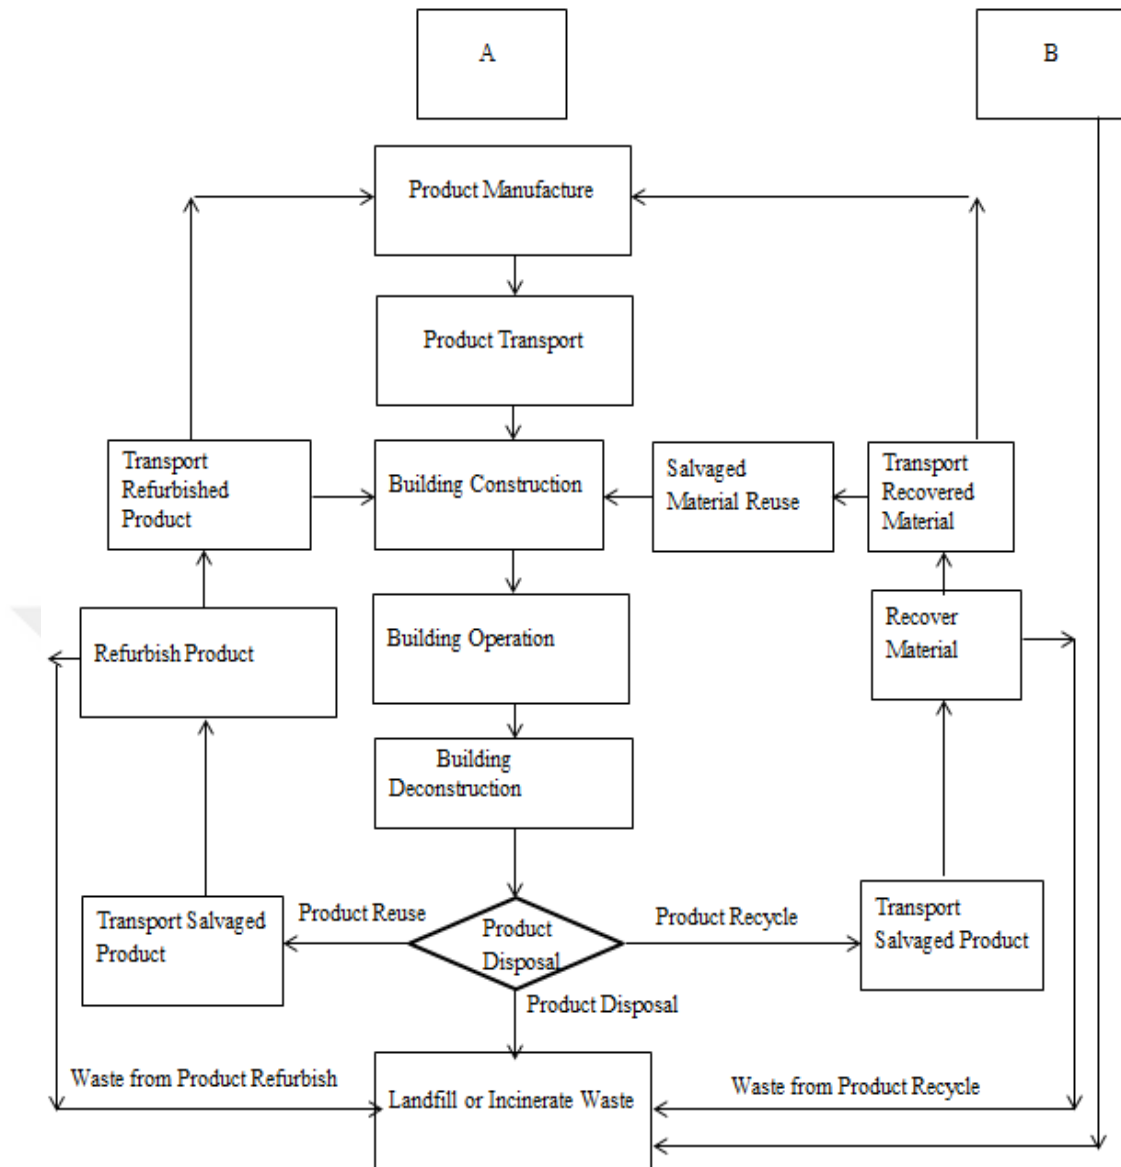 A
B
Product Manufacture
Product Transport
Transport
Refurbished
Product
Building Construction
Salvaged
Material Reuse
Transport
Recovered
Material
Refurbish Product
Building Operation
Recover
Material
Building
Deconstruction
Transport Salvaged
Product
Product Reuse
Product
Disposal
Product Recycle
Transport
Salvaged Product
Product Disposal
Waste from Product Refurbish
Landfill or Incinerate Waste
Waste from Product Recycle